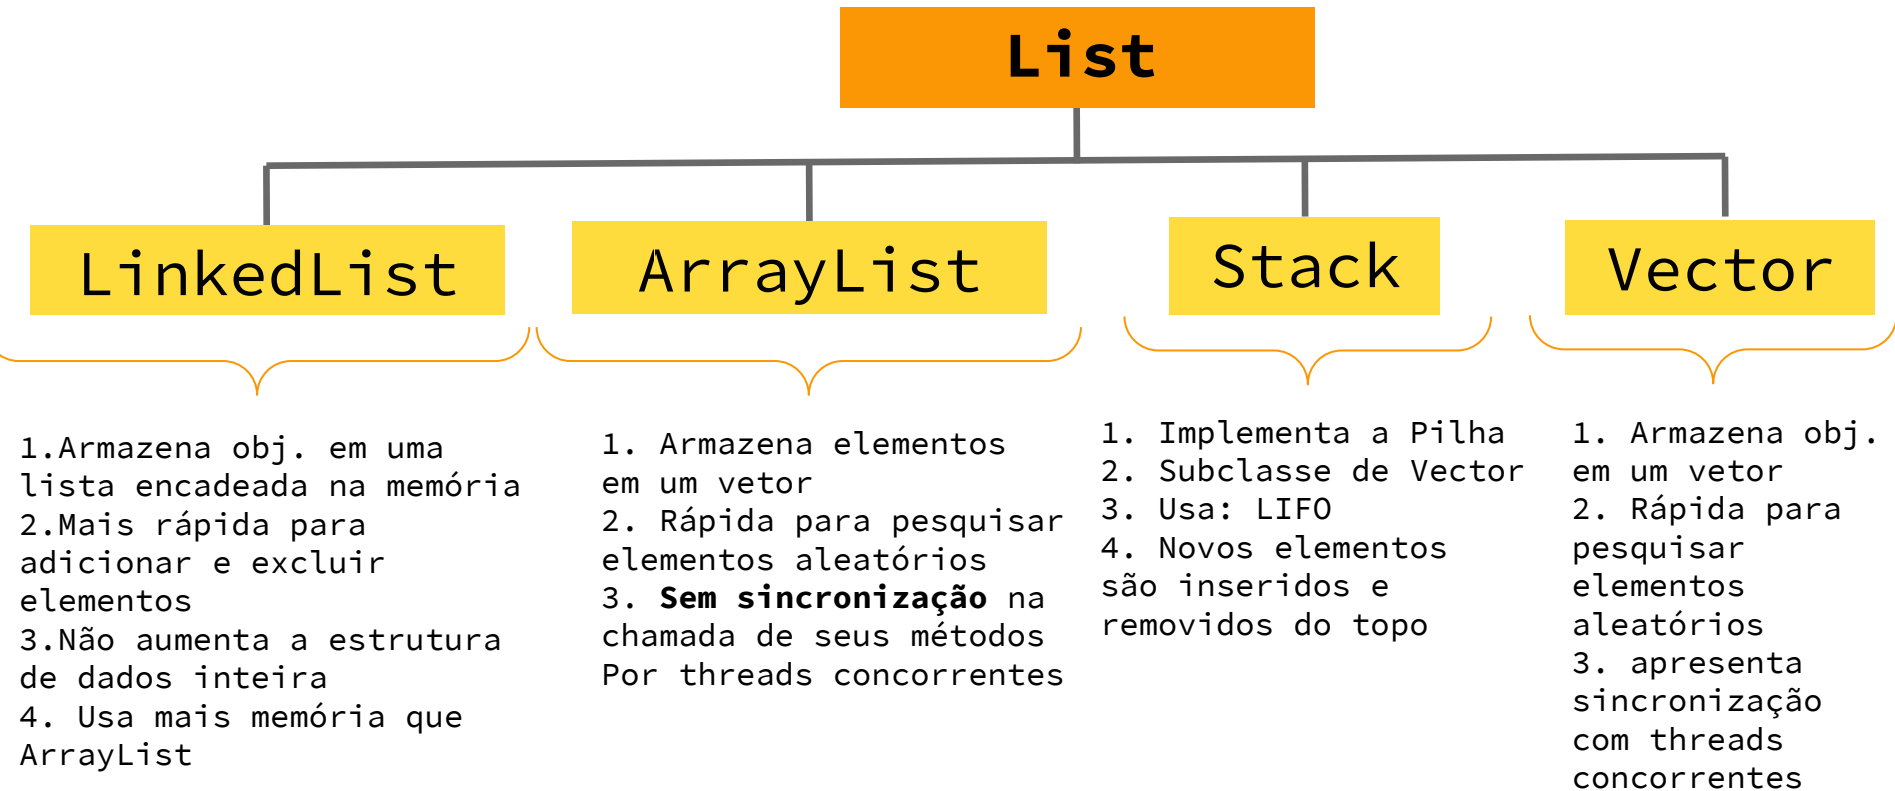 List
LinkedList
ArrayList
Stack
Vector
1.Armazena obj. em uma
lista encadeada na memória
2.Mais rápida para
adicionar e excluir
elementos
3.Não aumenta a estrutura
de dados inteira
4. Usa mais memória que
ArrayList
1. Armazena elementos
em um vetor
2. Rápida para pesquisar
elementos aleatórios
3. Sem sincronização na
chamada de seus métodos
Por threads concorrentes
1. Implementa a Pilha
2. Subclasse de Vector
3. Usa: LIFO
4. Novos elementos
são inseridos e
removidos do topo
1. Armazena obj.
em um vetor
2. Rápida para
pesquisar
elementos
aleatórios
3. apresenta
sincronização
com threads
concorrentes